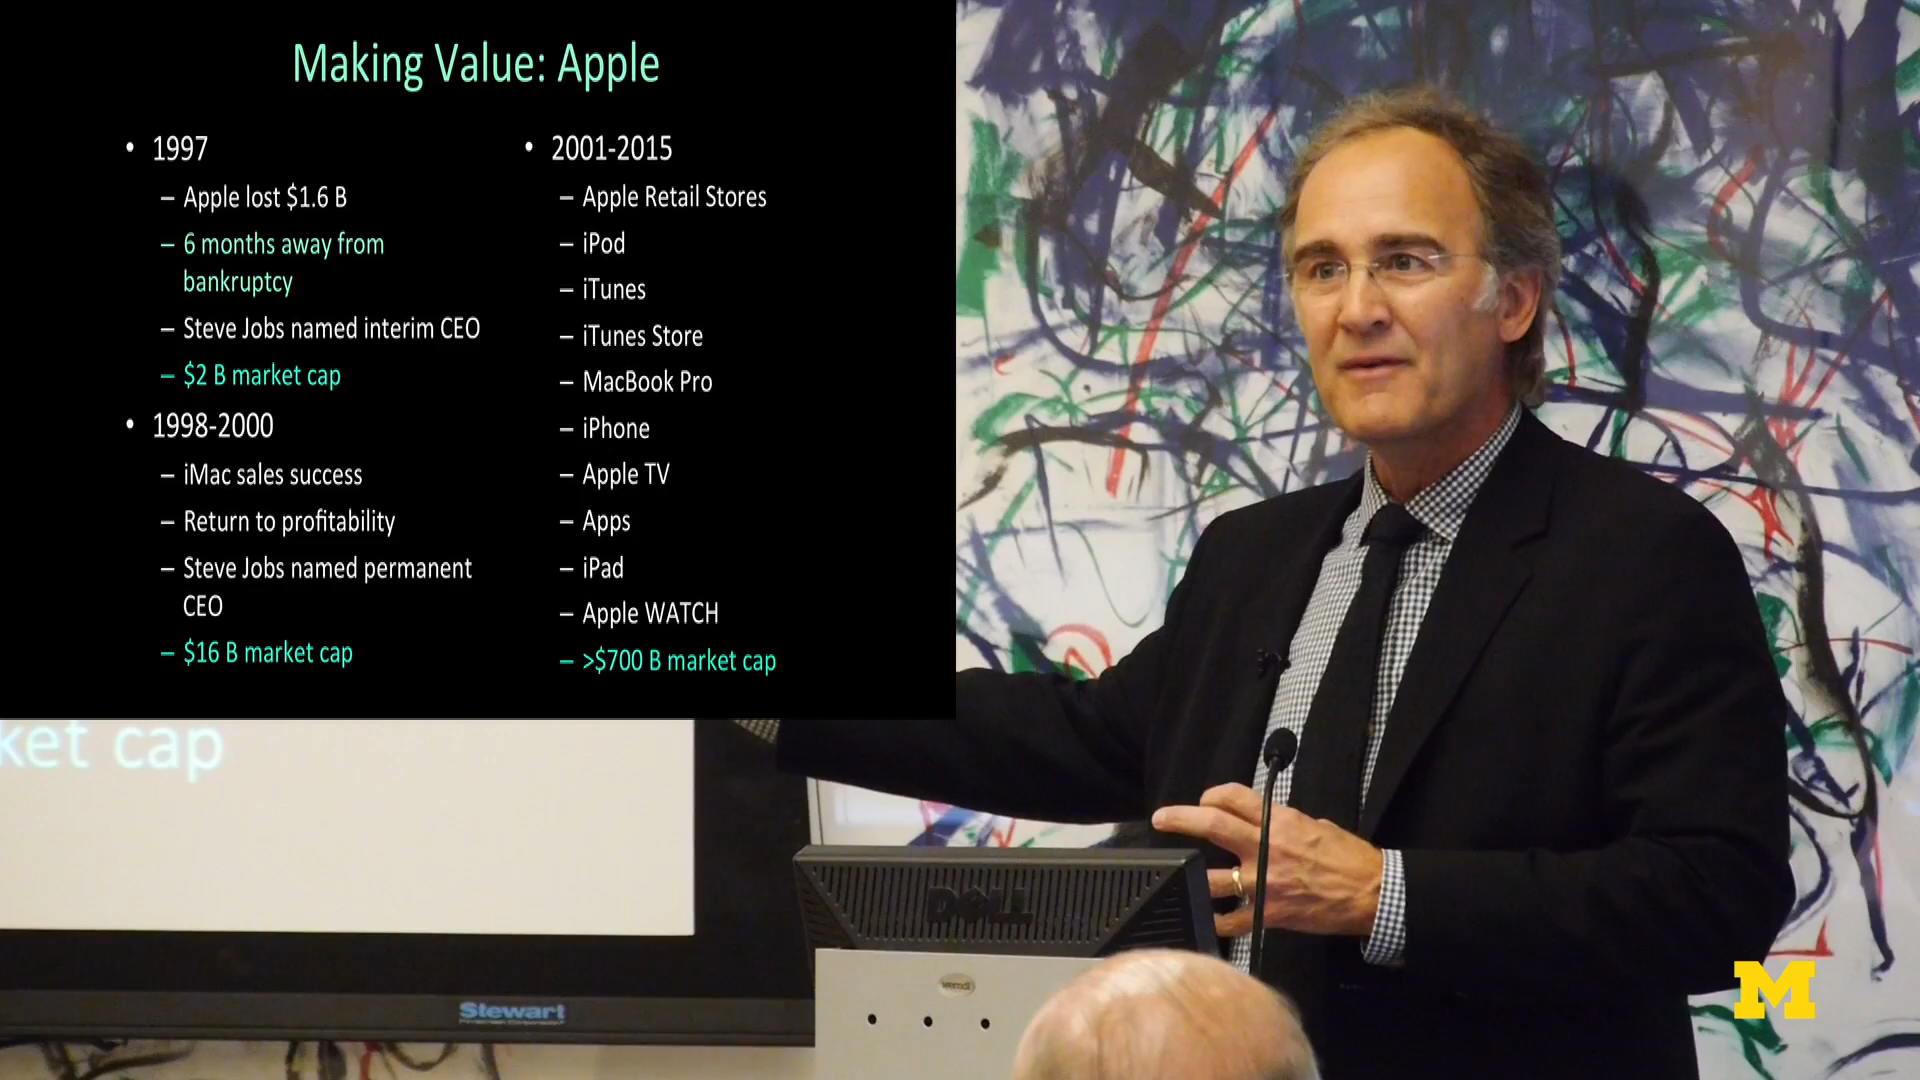 Making Value: Apple
• 1997
– Apple lost $1.6 B
– 6 months away from
bankruptcy
– Steve Jobs named interim CEO
– $2 B market cap
• 1998-2000
– iMac sales success
– Return to profitability
– Steve Jobs named permanent
CEO
– $16 B market cap
• 2001-2015
– Apple Retail Stores
– iPod
– iTunes
– iTunes Store
– MacBook Pro
– iPhone
– Apple TV
– Apps
– iPad
– Apple WATCH
– >$700 B market cap
ket cap
DELL
Stewart
M